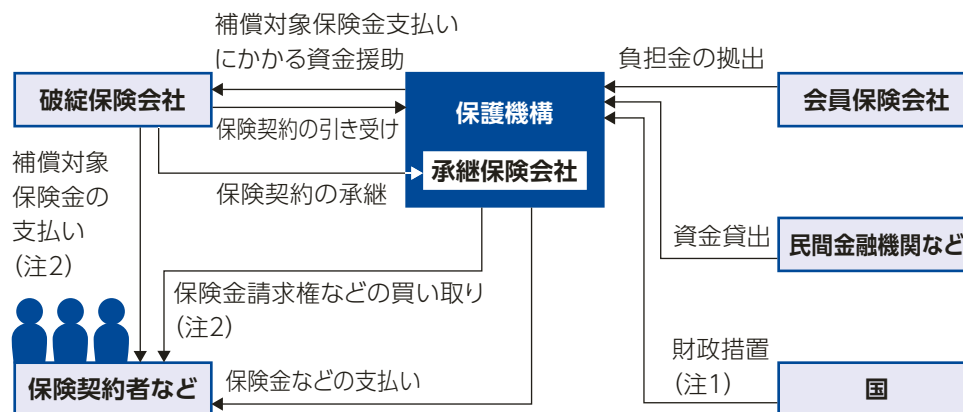 補償対象保険金支払い
にかかる資金援助
負担金の拠出
破綻保険会社
保護機構
会員保険会社
保険契約の引き受け
補償対象
保険金の
支払い
(注2)
承継保険会社
保険契約の承継
資金貸出
民間金融機関など
保険金請求権などの買い取り
(注2)
財政措置
(注1)
保険契約者など
保険金などの支払い
国